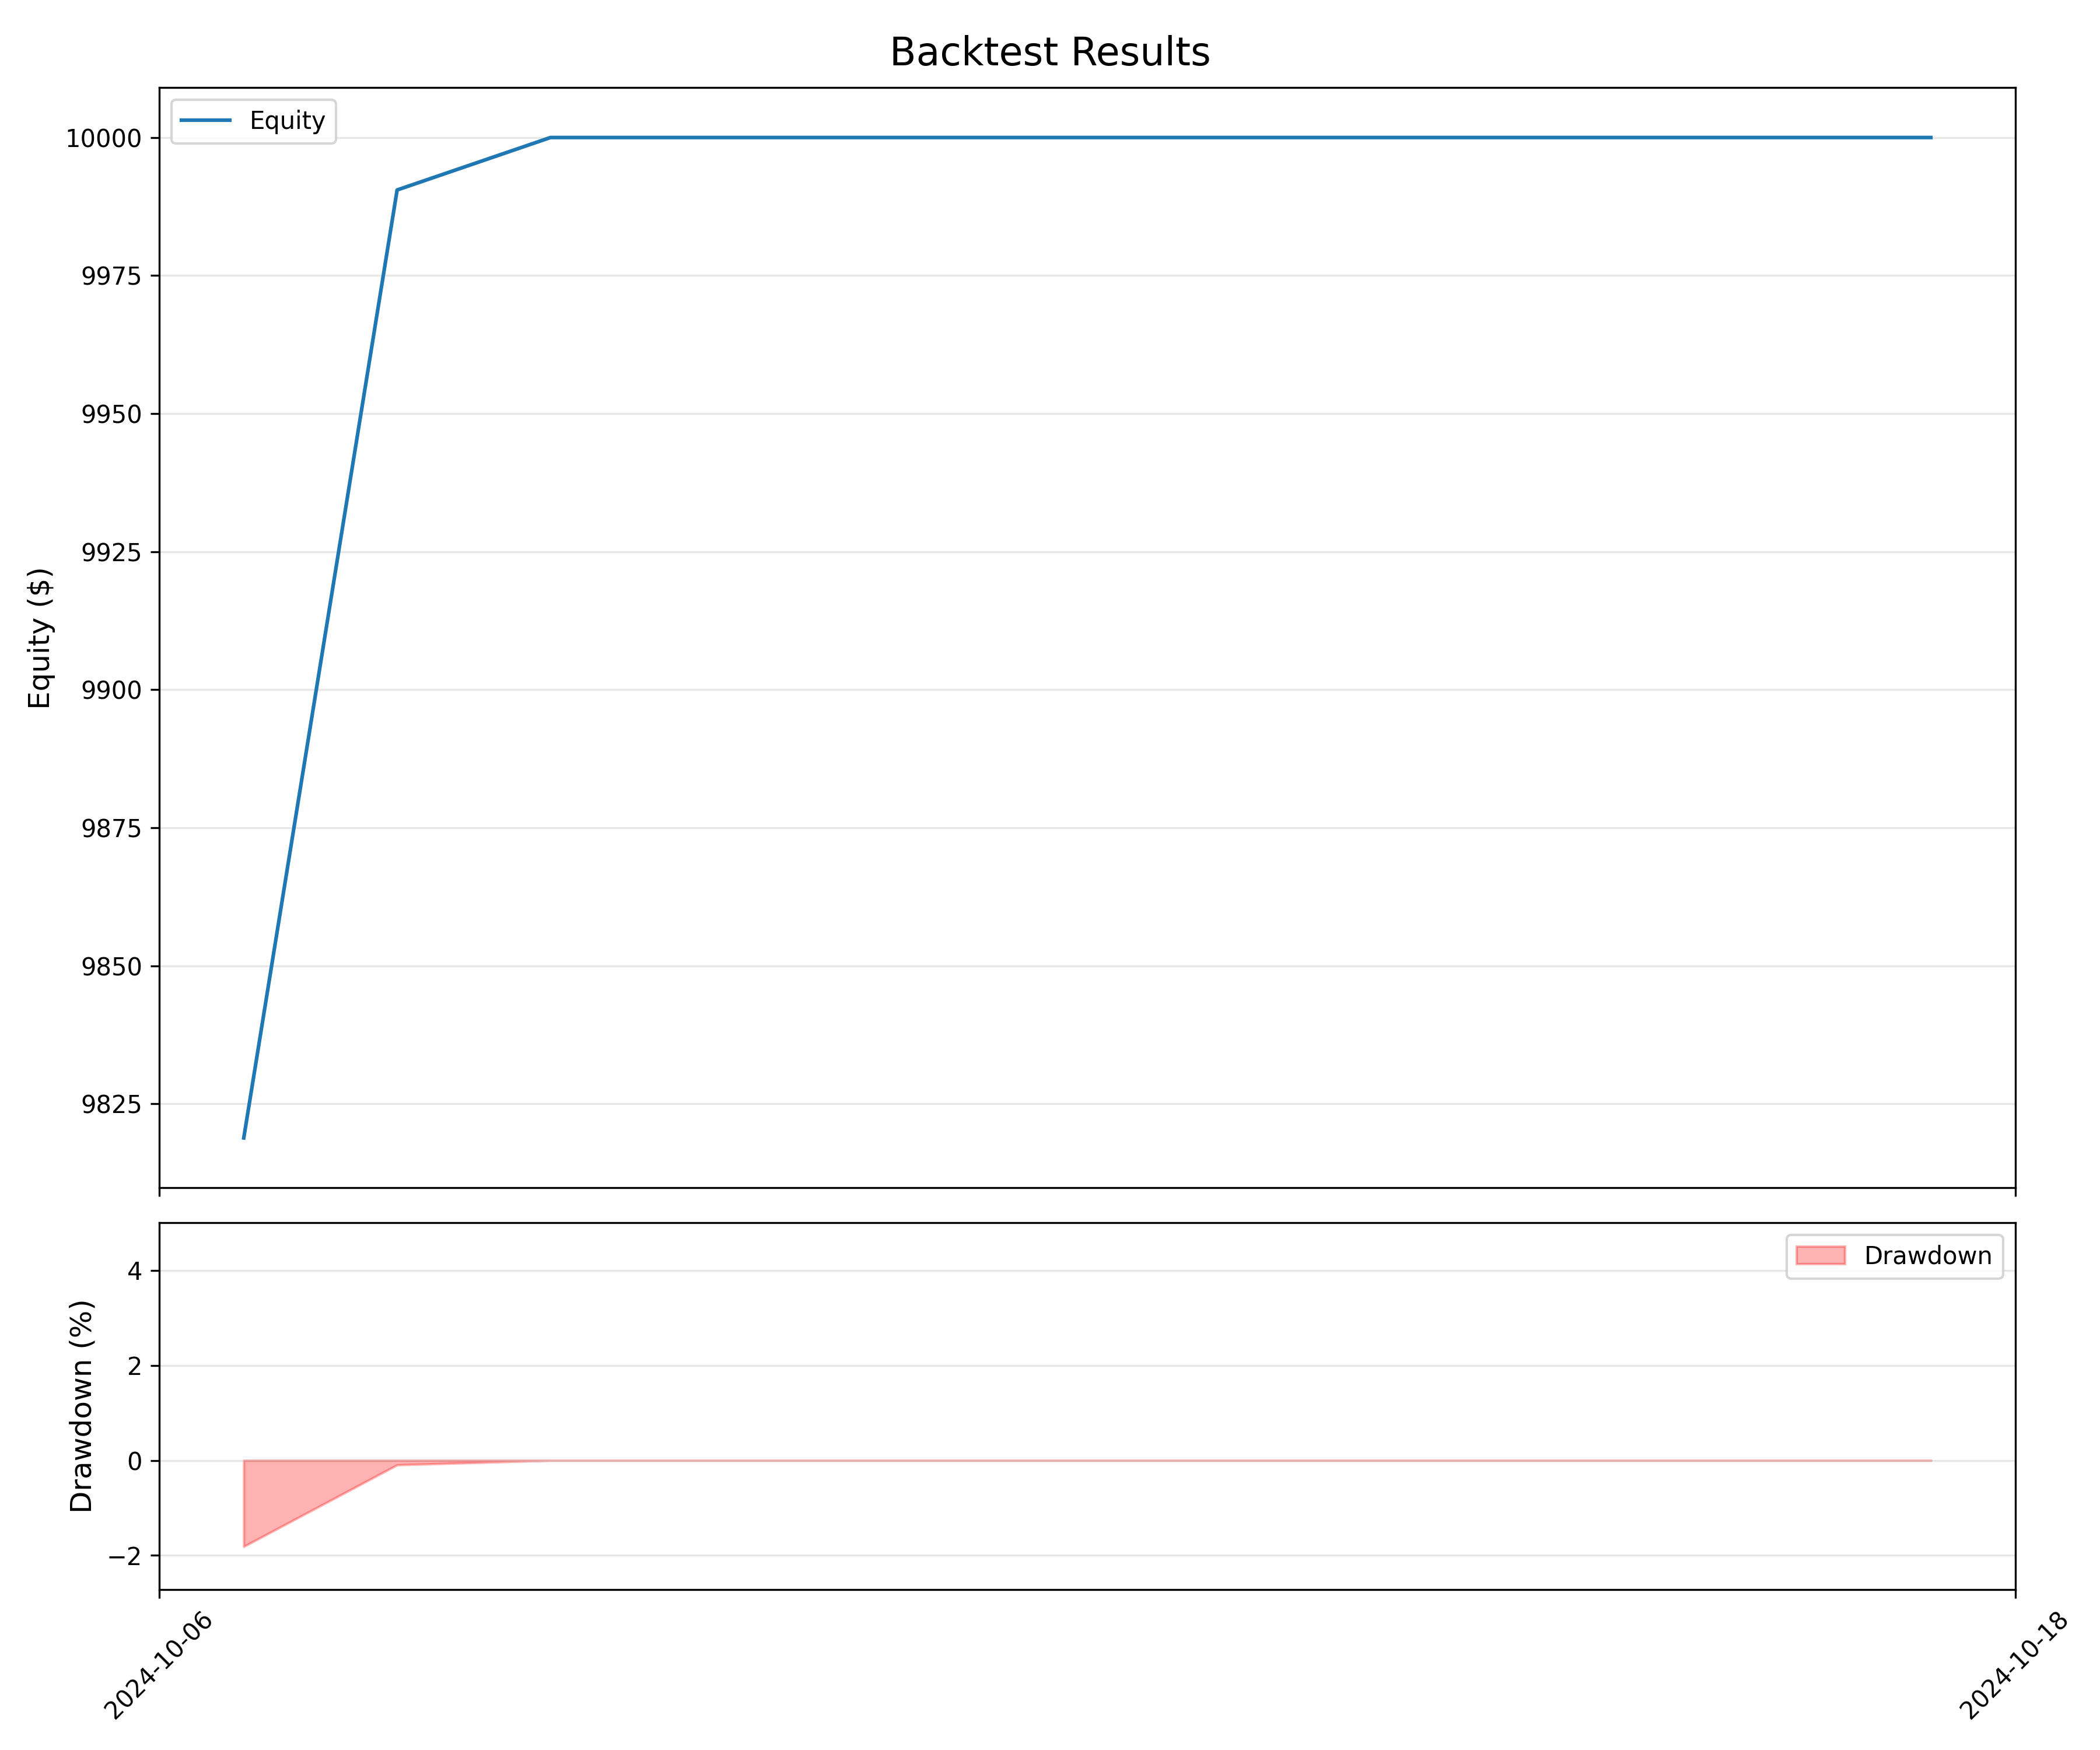 Backtest Results
Equity
10000
9975
9950
9925
9900
9875
9850
9825
Equity ($)
Drawdown
4
2
0
−2
Drawdown (%)
2024-10-06
2024-10-18